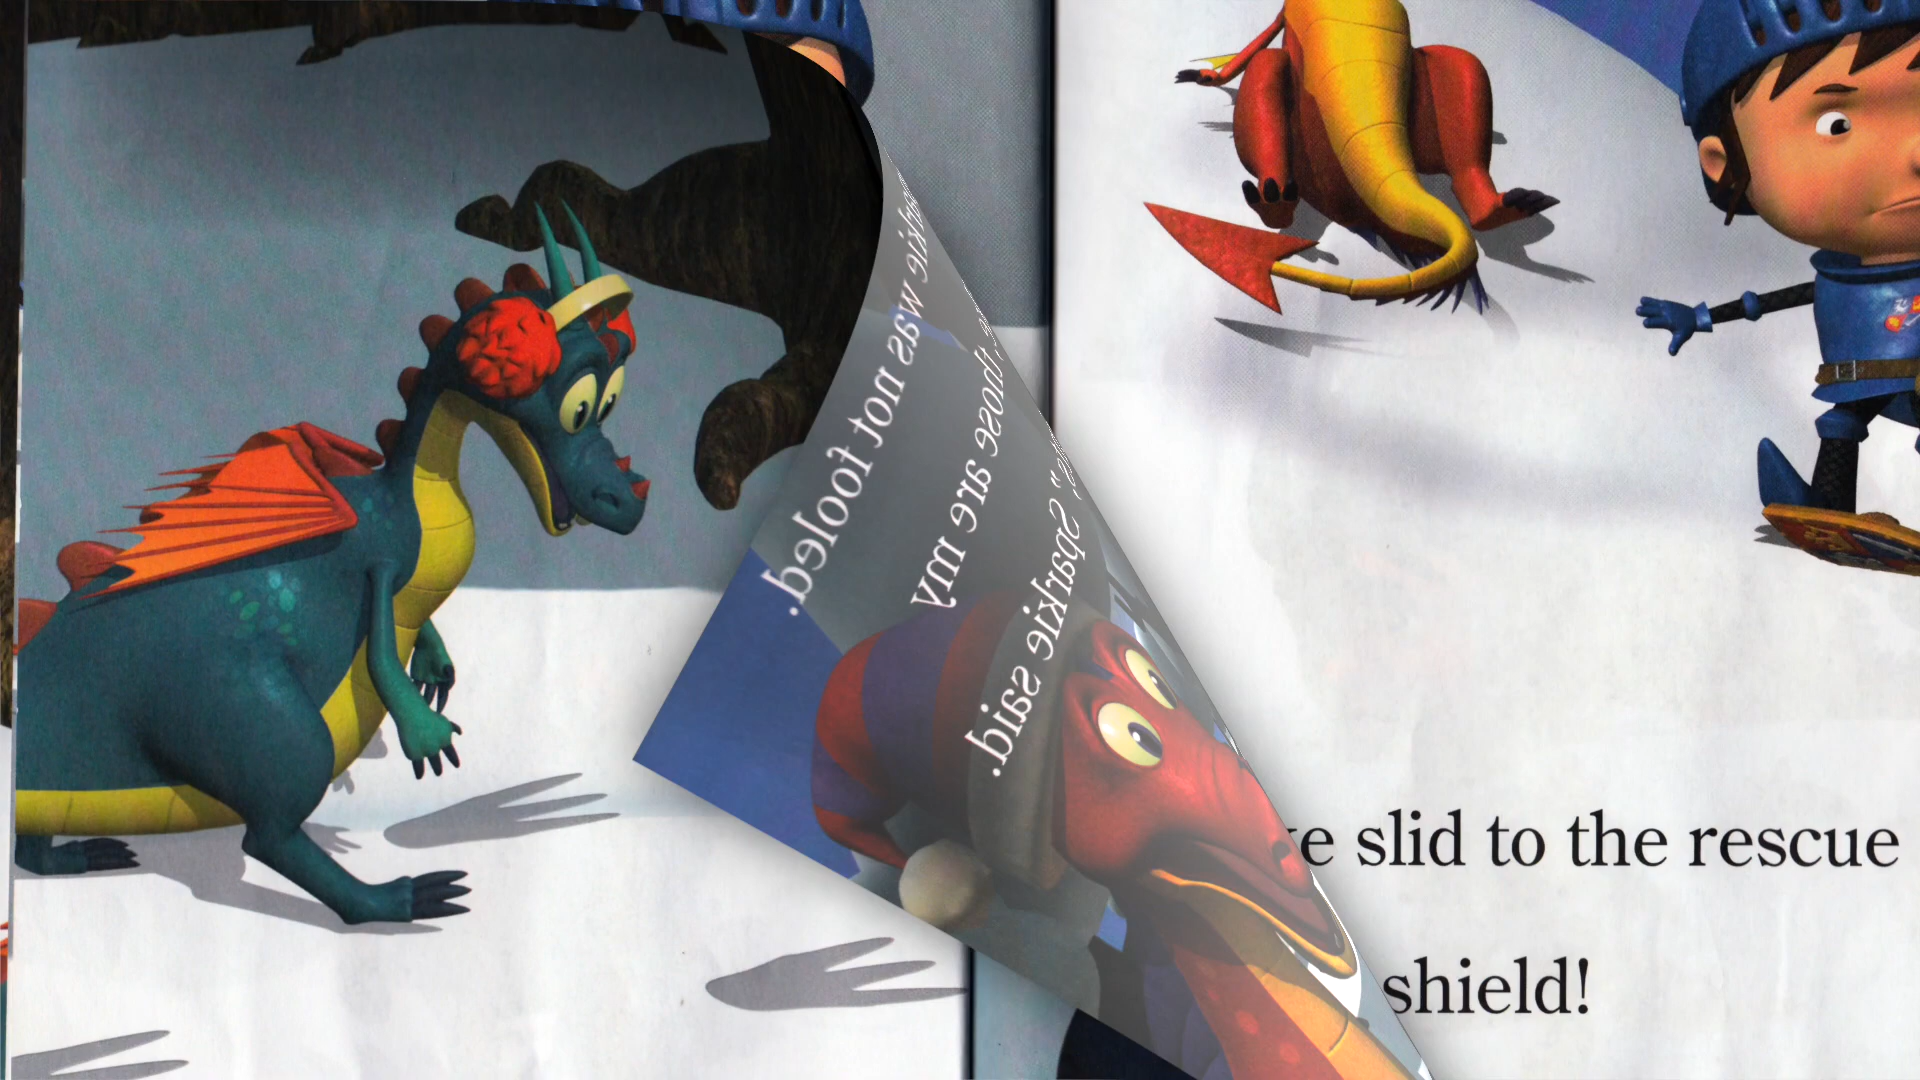 was not fooled.
those are my
Sparkie said.
slid to the rescue
shield!